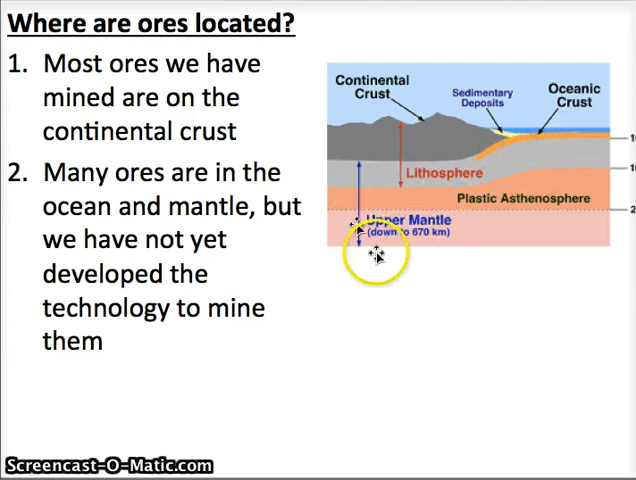 Where are ores located?
1. Most ores we have
mined are on the
continental crust
2. Many ores are in the
ocean and mantle, but
we have not yet
developed the
technology to mine
them
Continental
Crust
Sedimentary
Deposits
Oceanic
Crust
Lithosphere
Plastic Asthenosphere
Upper Mantle
(down to 670 km)
Screencast-O-Matic.com